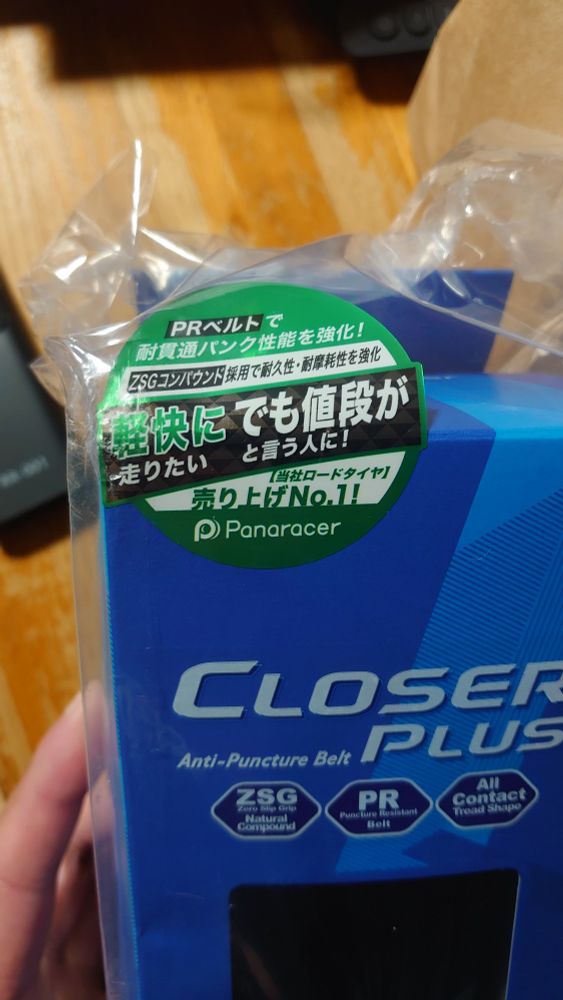 PRベルトで
耐貫通パンク性能を強化!
ZSGコンパウンド採用で耐久性・耐摩耗性を強化
軽快に でも値段が
走りたい と言う人に!
【当社ロードタイヤ】
売り上げNo.1!
Panaracer
CLOSER
PLUS
Anti-Puncture Belt
ZSG
Zero Slip Grip
Natural
Compound
PR
Puncture Resistant
Belt
All
Contact
Tread Shape